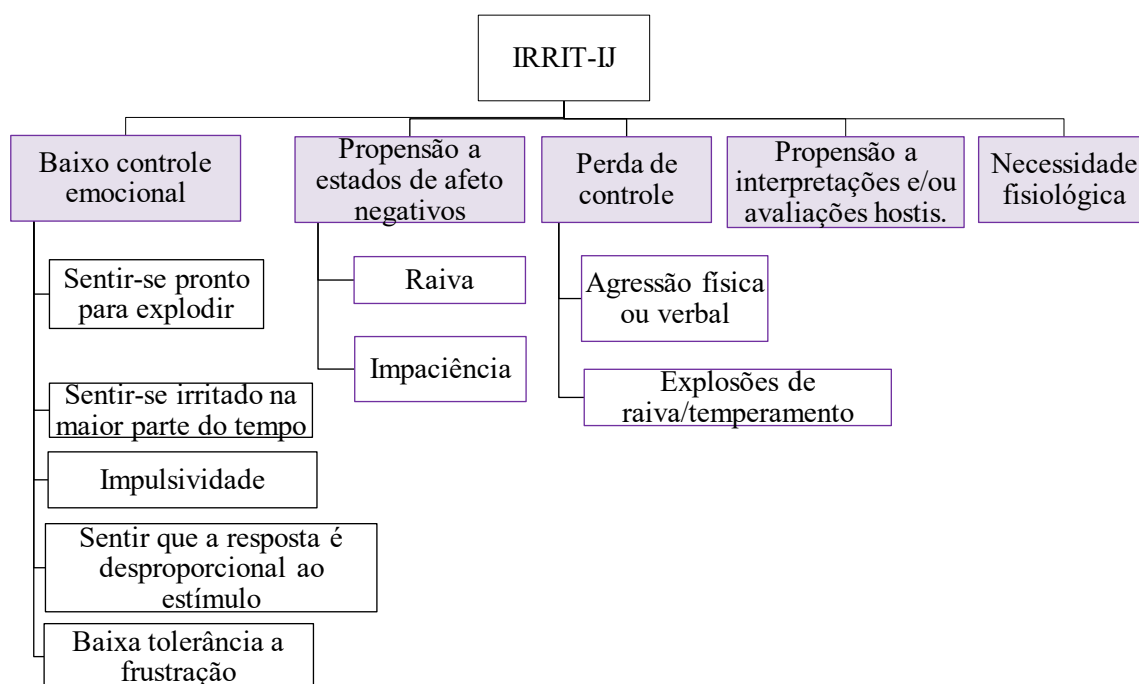 IRRIT-IJ
Baixo controle
emocional
Propensão a
estados de afeto
negativos
Perda de
controle
Propensão a
interpretações e/ou
avaliações hostis.
Necessidade
fisiológica
Sentir-se pronto
para explodir
Sentir-se irritado na
maior parte do tempo
Impulsividade
Sentir que a resposta é
desproporcional ao
estímulo
Baixa tolerância a
frustração
Raiva
Impaciência
Agressão física
ou verbal
Explosões de
raiva/temperamento